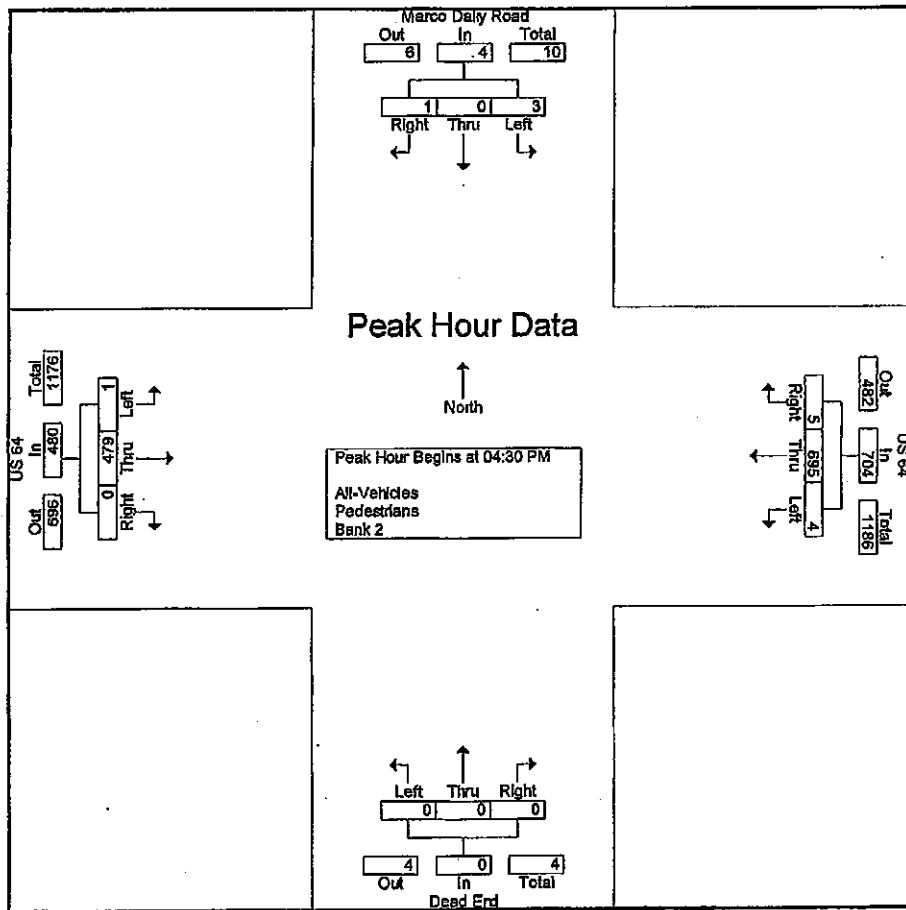 Marco Daily Road
Out In Total
6 4 10
1 0 3
Right Thru Left
Peak Hour Data
North
Peak Hour Begins at 04:30 PM
All-Vehicles
Pedestrians
Bank 2
US 64
Total In Out
1176 480 696
1 479 0
Left Thru Right
US 64
Out In Total
482 704 1186
5 695 4
Right Thru Left
Left Thru Right
0 0 0
4 0 4
Out In Total
Dead End